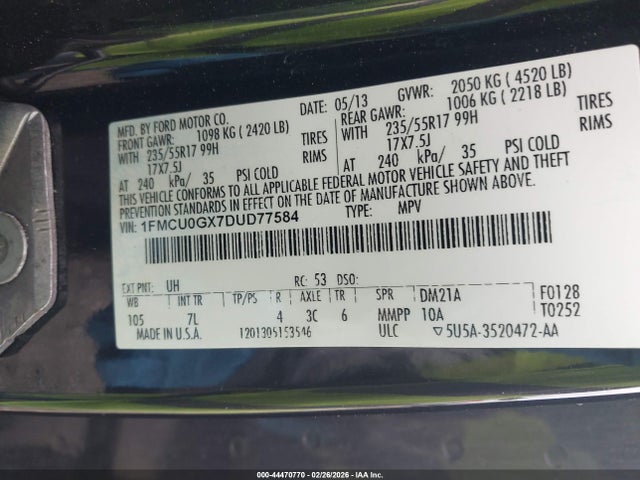 MFD. BY FORD MOTOR CO. DATE: 05/13 GVWR: 2050 KG ( 4520 LB)
FRONT GAWR: 1098 KG ( 2420 LB) REAR GAWR: 1006 KG ( 2218 LB)
WITH 235/55R17 99H TIRES WITH 235/55R17 99H TIRES
17X7.5J RIMS 17X7.5J RIMS
AT 240 kPa/ 35 PSI COLD AT 240 kPa/ 35 PSI COLD
THIS VEHICLE CONFORMS TO ALL APPLICABLE FEDERAL MOTOR VEHICLE SAFETY AND THEFT
PREVENTION STANDARDS IN EFFECT ON THE DATE OF MANUFACTURE SHOWN ABOVE.
VIN: 1FMCU0GX7DUD77584 TYPE: MPV
EXT PNT: UH RC: 53 DSO:
WB INT TR TP/PS R AXLE TR SPR DM21A F0128
105 7L 4 3C 6 MMPP 10A T0252
MADE IN U.S.A. 1201305153546 ULC ▽5U5A-3520472-AA
000-44470770 - 02/26/2026 - IAA Inc.